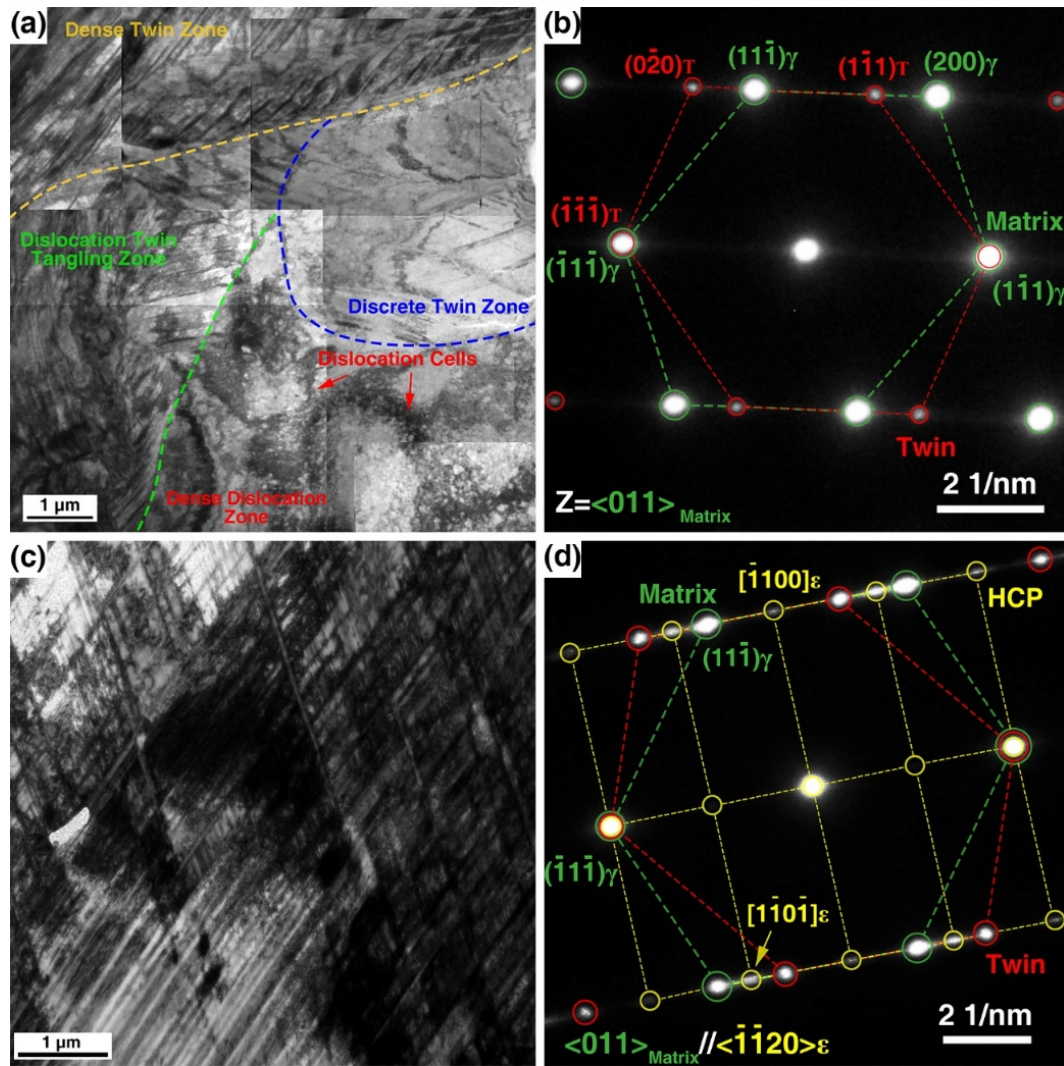 (a)
Dense Twin Zone
Dislocation Twin
Tangling Zone
Discrete Twin Zone
Dislocation Cells
Dense Dislocation
Zone
1 μm
(b)
(02̄0)T
(111̄)γ
(11̄1)T
(200)γ
(1̄1̄1̄)T
(1̄11̄)γ
Matrix
(11̄1)γ
Twin
Z=<011> Matrix
2 1/nm
(c)
1 μm
(d)
[1̄100]ε
Matrix
HCP
(111̄)γ
(1̄11̄)γ
[11̄01̄]ε
Twin
<011>Matrix//<1̄1̄20>ε
2 1/nm